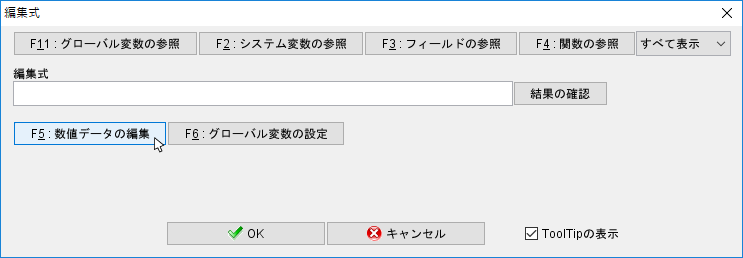 編集式
F11 : グローバル変数の参照 F2 : システム変数の参照 F3 : フィールドの参照 F4 : 関数の参照 すべて表示
編集式
結果の確認
F5 : 数値データの編集 F6 : グローバル変数の設定
OK キャンセル ToolTipの表示